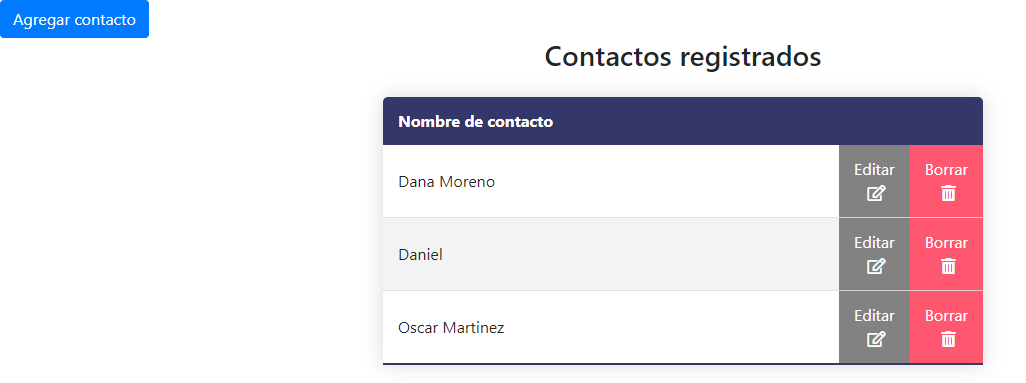 Agregar contacto
Contactos registrados
Nombre de contacto
Dana Moreno Editar Borrar
Daniel Editar Borrar
Oscar Martinez Editar Borrar